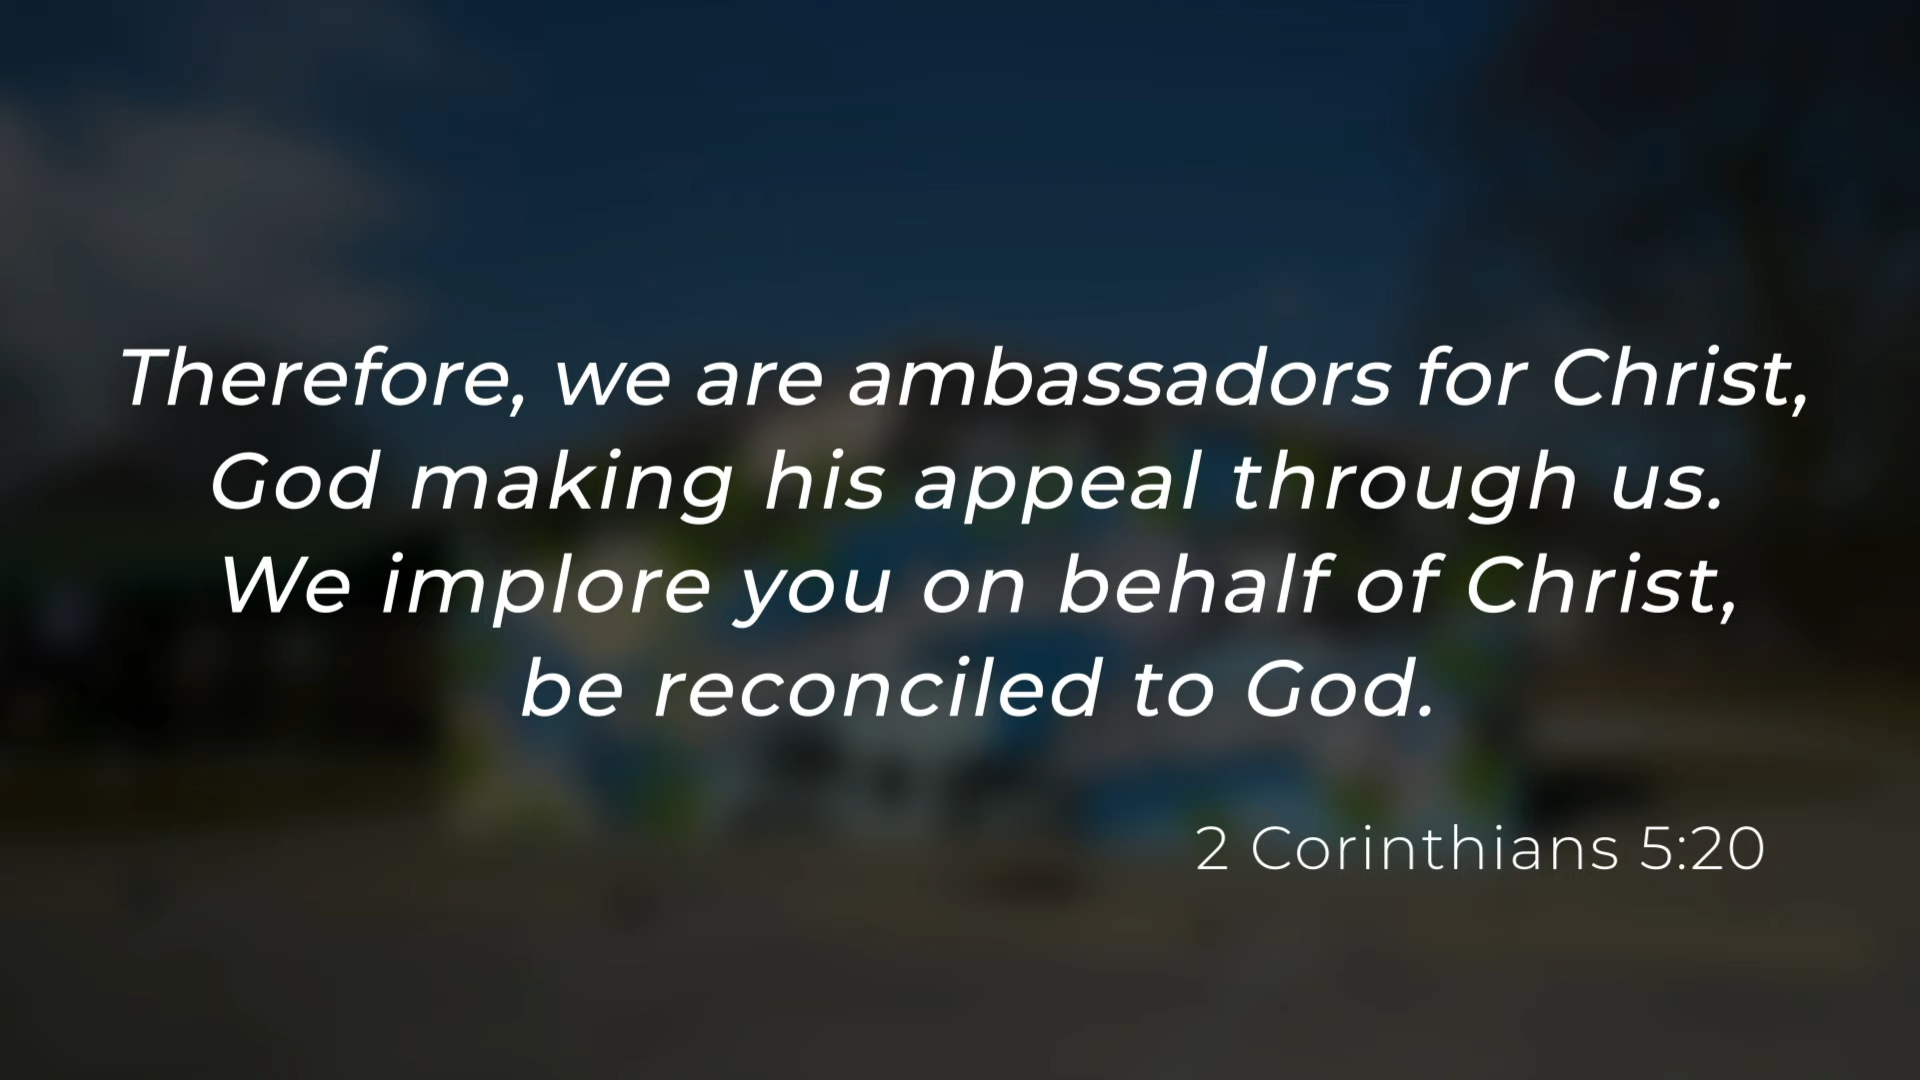 Therefore, we are ambassadors for Christ,
God making his appeal through us.
We implore you on behalf of Christ,
be reconciled to God.
2 Corinthians 5:20